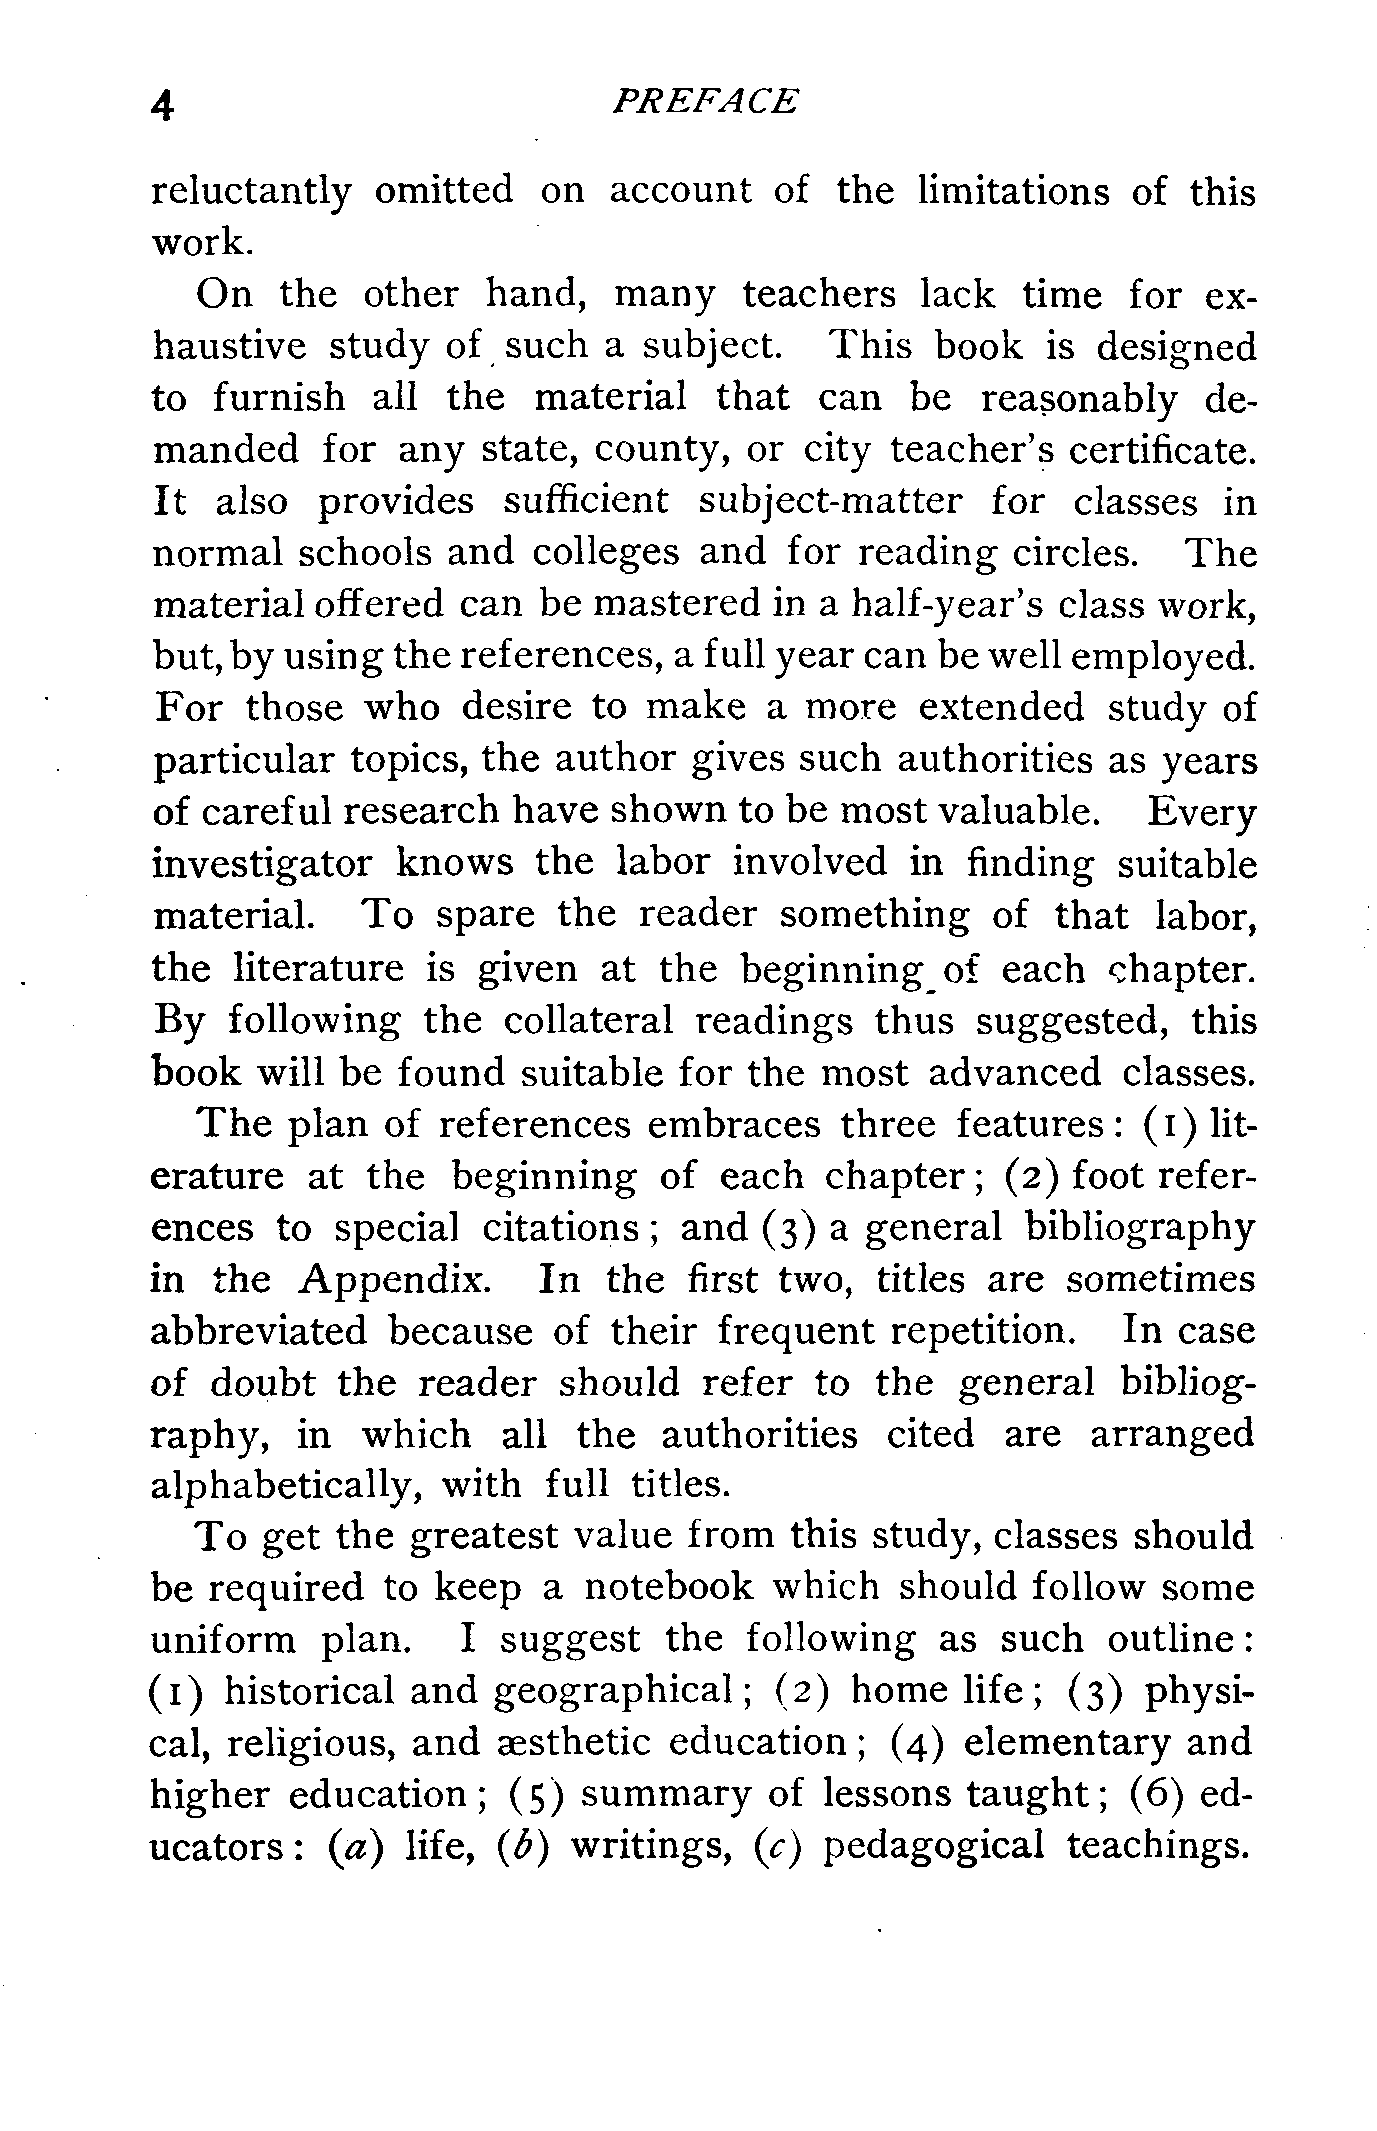 4 PREFACE
reluctantly omitted on account of the limitations of this
work.
On the other hand, many teachers lack time for ex-
haustive study of such a subject. This book is designed
to furnish all the material that can be reasonably de-
manded for any state, county, or city teacher's certificate.
It also provides sufficient subject-matter for classes in
normal schools and colleges and for reading circles. The
material offered can be mastered in a half-year's class work,
but, by using the references, a full year can be well employed.
For those who desire to make a more extended study of
particular topics, the author gives such authorities as years
of careful research have shown to be most valuable. Every
investigator knows the labor involved in finding suitable
material. To spare the reader something of that labor,
the literature is given at the beginning of each chapter.
By following the collateral readings thus suggested, this
book will be found suitable for the most advanced classes.
The plan of references embraces three features: (1) lit-
erature at the beginning of each chapter; (2) foot refer-
ences to special citations; and (3) a general bibliography
in the Appendix. In the first two, titles are sometimes
abbreviated because of their frequent repetition. In case
of doubt the reader should refer to the general bibliog-
raphy, in which all the authorities cited are arranged
alphabetically, with full titles.
To get the greatest value from this study, classes should
be required to keep a notebook which should follow some
uniform plan. I suggest the following as such outline:
(1) historical and geographical; (2) home life; (3) physi-
cal, religious, and æsthetic education; (4) elementary and
higher education; (5) summary of lessons taught; (6) ed-
ucators: (a) life, (b) writings, (c) pedagogical teachings.